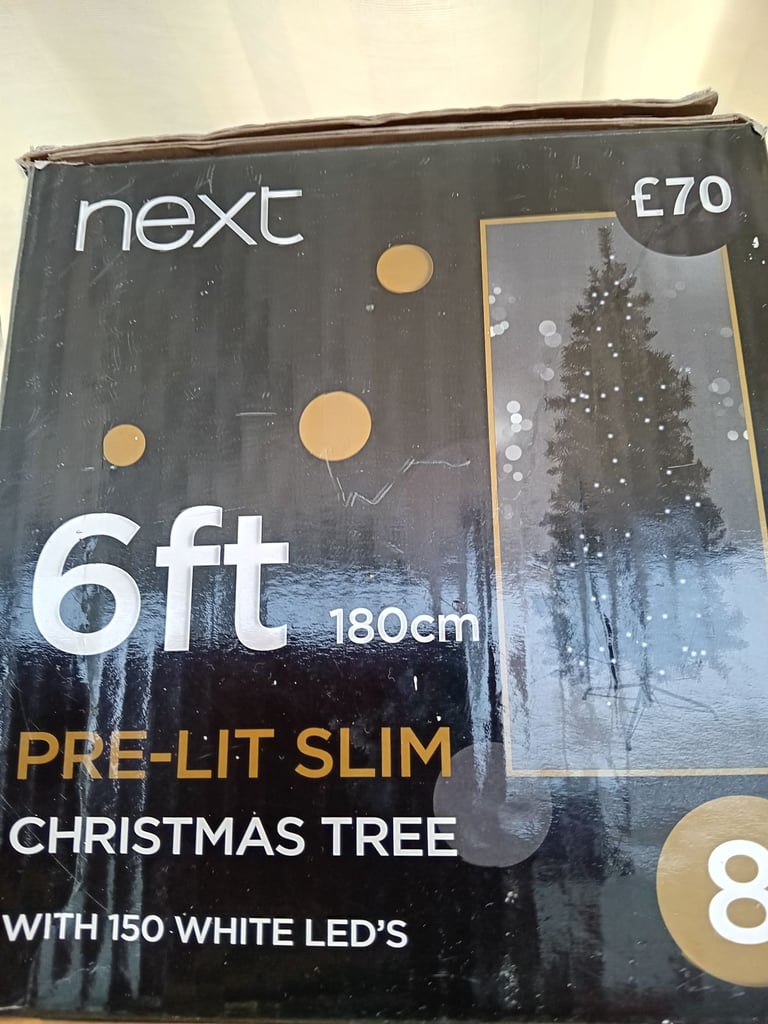 next
£70
6ft 180cm
PRE-LIT SLIM
CHRISTMAS TREE
WITH 150 WHITE LED'S
8